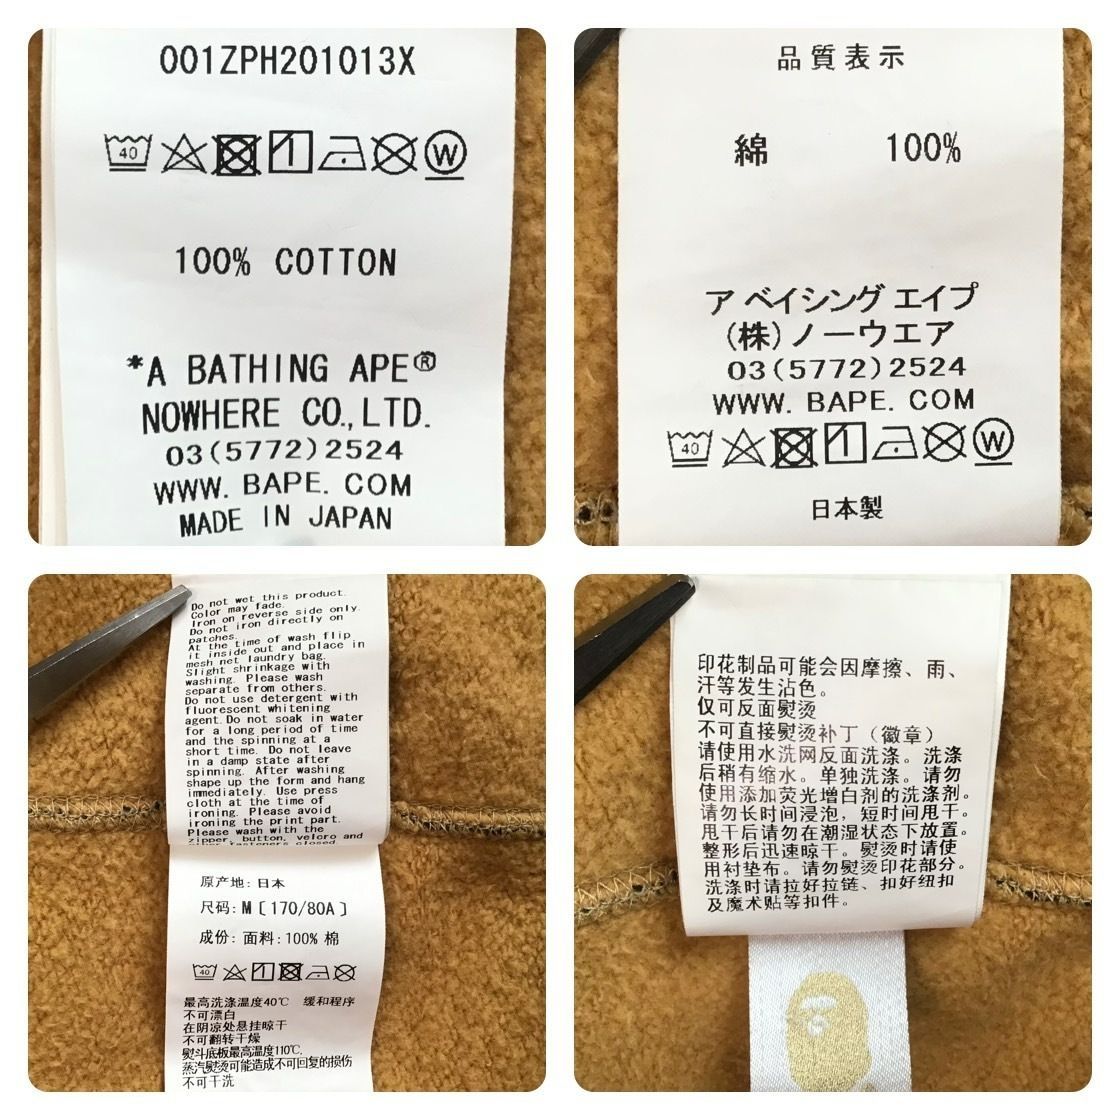 001ZPH201013X
40 W
100% COTTON
*A BATHING APE®
NOWHERE CO.,LTD.
03(5772)2524
WWW. BAPE. COM
MADE IN JAPAN
品質表示
綿 100%
ア ベイシング エイプ
(株)ノーウエア
03(5772)2524
WWW. BAPE. COM
40 W
日本製
Do not wet this product.
Color may fade.
Iron on reverse side only.
Do not iron directly on
patches.
At the time of wash flip
it inside out and place in
mesh net laundry bag.
Slight shrinkage with
washing. Please wash
separate from others.
Do not use detergent with
fluorescent whitening
agent.Do not soak in water
for a long period of time
and the spinning at a
short time. Do not leave
in a damp state after
spinning. After washing
shape up the form and hang
immediately. Use press
cloth at the time of
ironing. Please avoid
ironing the print part.
Please wash with the
zipper, button, velcro and
other fasteners closed.
原产地: 日本
尺码: M [170/80A]
成份: 面料: 100% 棉
40
最高洗涤温度40℃ 缓和程序
不可漂白
在阴凉处悬挂晾干
不可翻转干燥
熨斗底板最高温度110℃,
蒸汽熨烫可能造成不可回复的损伤
不可干洗
印花制品可能会因摩擦、雨、
汗等发生沾色。
仅可反面熨烫
不可直接熨烫补丁（徽章）
请使用水洗网反面洗涤。洗涤
后稍有缩水。单独洗涤。请勿
使用添加荧光增白剂的洗涤剂。
请勿长时间浸泡，短时间甩干。
甩干后请勿在潮湿状态下放置。
整形后迅速晾干。熨烫时请使
用衬垫布。请勿熨烫印花部分。
洗涤时请拉好拉链、扣好纽扣
及魔术贴等扣件。